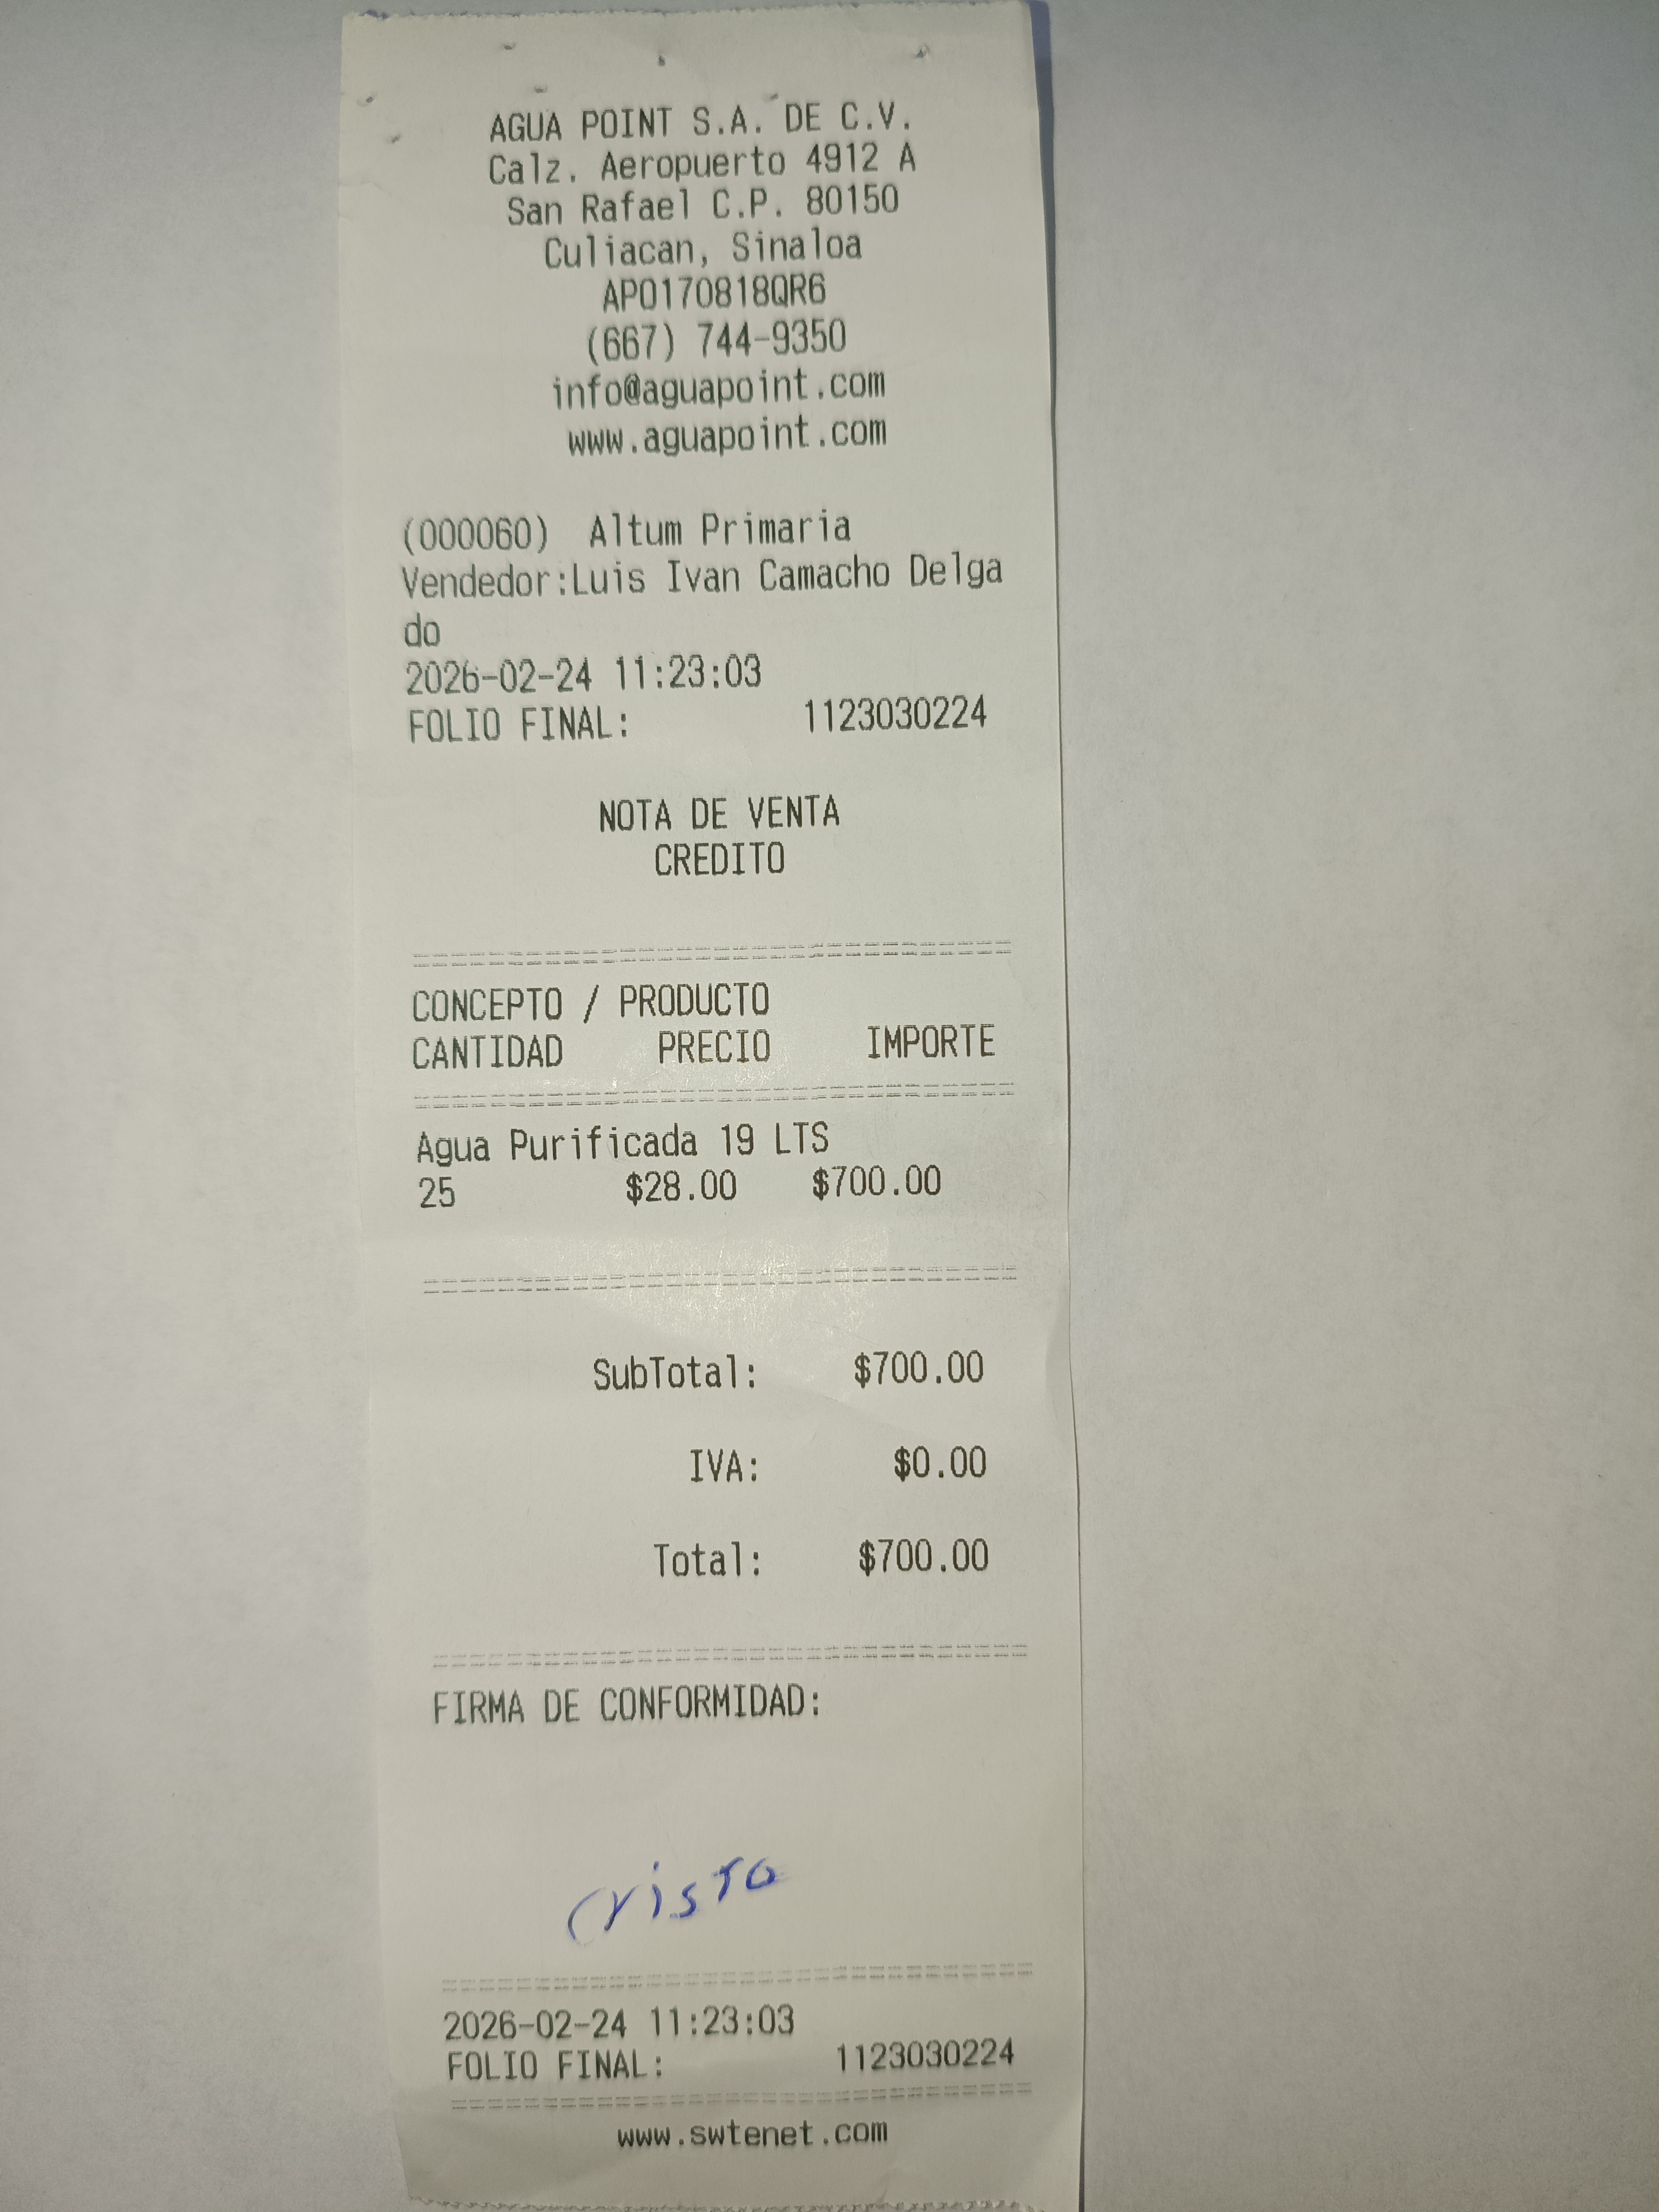 AGUA POINT S.A. DE C.V.
Calz. Aeropuerto 4912 A
San Rafael C.P. 80150
Culiacan, Sinaloa
APO170818QR6
(667) 744-9350
info@aguapoint.com
www.aguapoint.com
(000060) Altum Primaria
Vendedor:Luis Ivan Camacho Delga
do
2026-02-24 11:23:03
FOLIO FINAL: 1123030224
NOTA DE VENTA
CREDITO
================================
CONCEPTO / PRODUCTO
CANTIDAD PRECIO IMPORTE
================================
Agua Purificada 19 LTS
25 $28.00 $700.00
================================
SubTotal: $700.00
IVA: $0.00
Total: $700.00
================================
FIRMA DE CONFORMIDAD:
Crista
================================
2026-02-24 11:23:03
FOLIO FINAL: 1123030224
================================
www.swtenet.com